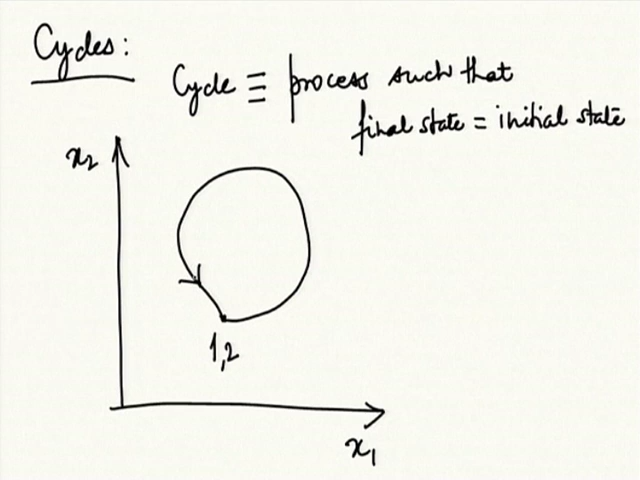 Cycles:
Cycle ≡ process such that
final state = initial state
x₂
1,2
x₁